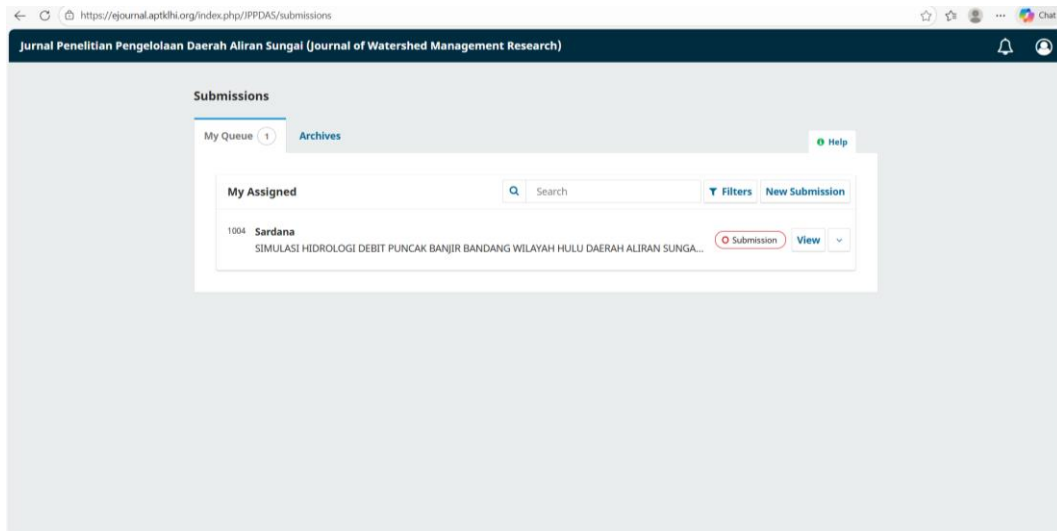 https://ejournal.aptklhi.org/index.php/JPPDAS/submissions
Chat
Jurnal Penelitian Pengelolaan Daerah Aliran Sungai (Journal of Watershed Management Research)
Submissions
My Queue 1
Archives
Help
My Assigned
Search
Filters
New Submission
1004 Sardana
SIMULASI HIDROLOGI DEBIT PUNCAK BANJIR BANDANG WILAYAH HULU DAERAH ALIRAN SUNGA...
Submission
View